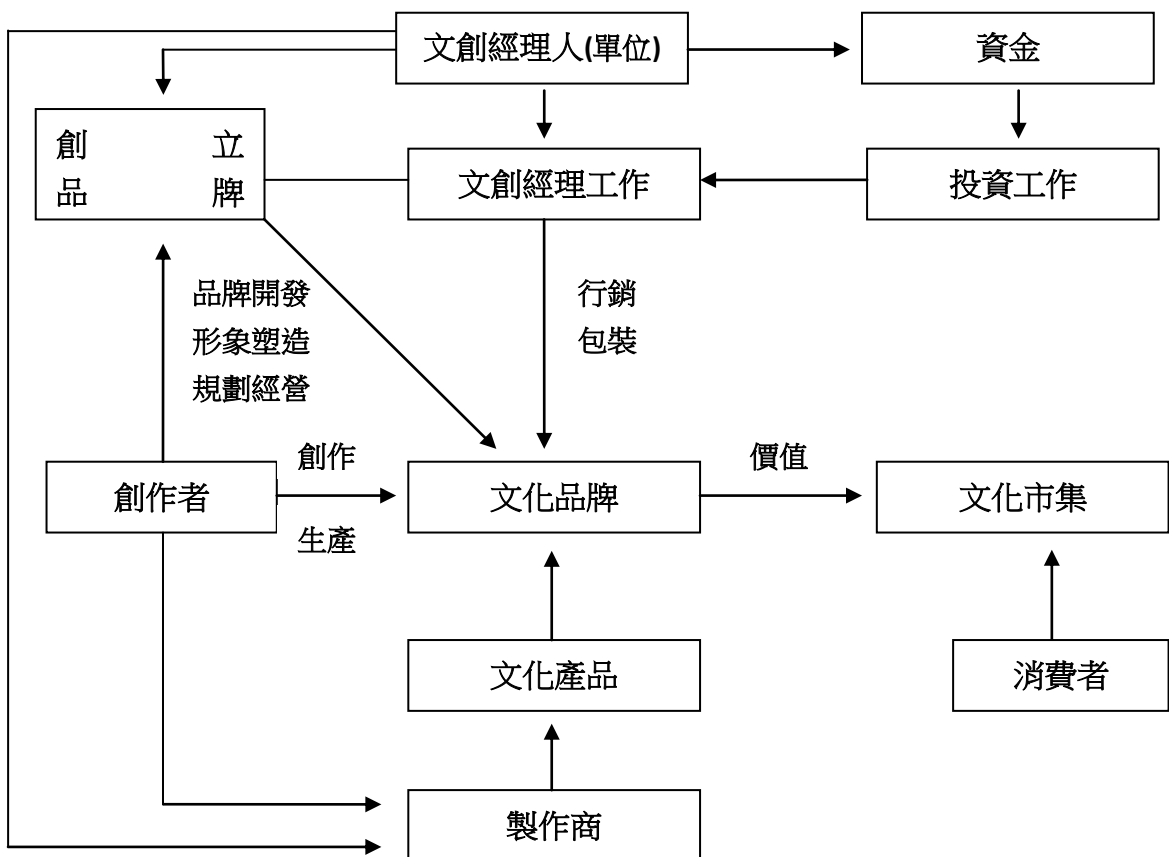 文創經理人(單位)
資金
創立
品牌
文創經理工作
投資工作
品牌開發
形象塑造
規劃經營
行銷
包裝
創作者
創作
生產
文化品牌
價值
文化市集
文化產品
消費者
製作商